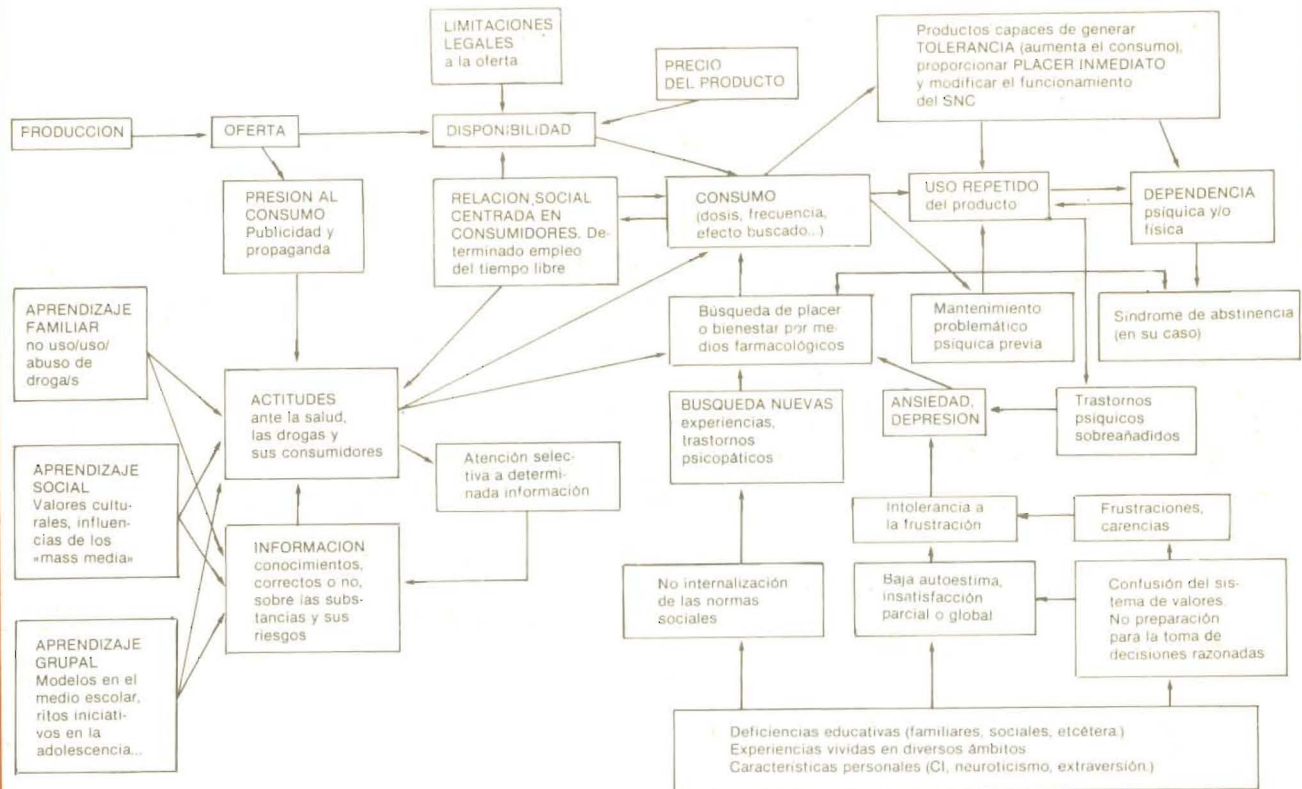 LIMITACIONES
LEGALES
a la oferta
PRECIO
DEL PRODUCTO
Productos capaces de generar
TOLERANCIA (aumenta el consumo),
proporcionar PLACER INMEDIATO
y modificar el funcionamiento
del SNC
PRODUCCION
OFERTA
DISPONIBILIDAD
PRESION AL
CONSUMO
Publicidad y
propaganda
RELACION SOCIAL
CENTRADA EN
CONSUMIDORES. De-
terminado empleo
del tiempo libre
CONSUMO
(dosis, frecuencia,
efecto buscado...)
USO REPETIDO
del producto
DEPENDENCIA
psíquica y/o
física
APRENDIZAJE
FAMILIAR
no uso/uso/
abuso de
droga/s
Búsqueda de placer
o bienestar por me-
dios farmacológicos
Mantenimiento
problemático
psíquica previa
Síndrome de abstinencia
(en su caso)
ACTITUDES
ante la salud,
las drogas y
sus consumidores
BUSQUEDA NUEVAS
experiencias,
trastornos
psicopáticos
ANSIEDAD,
DEPRESION
Trastornos
psíquicos
sobreañadidos
APRENDIZAJE
SOCIAL
Valores cultu-
rales, influen-
cias de los
«mass media»
Atención selec-
tiva a determi-
nada información
Intolerancia a
la frustración
Frustraciones,
carencias
INFORMACION
conocimientos,
correctos o no,
sobre las subs-
tancias y sus
riesgos
No internalización
de las normas
sociales
Baja autoestima,
insatisfacción
parcial o global
Confusión del sis-
tema de valores.
No preparación
para la toma de
decisiones razonadas
APRENDIZAJE
GRUPAL
Modelos en el
medio escolar,
ritos iniciati-
vos en la
adolescencia...
Deficiencias educativas (familiares, sociales, etcétera.)
Experiencias vividas en diversos ámbitos
Características personales (CI, neuroticismo, extraversión.)